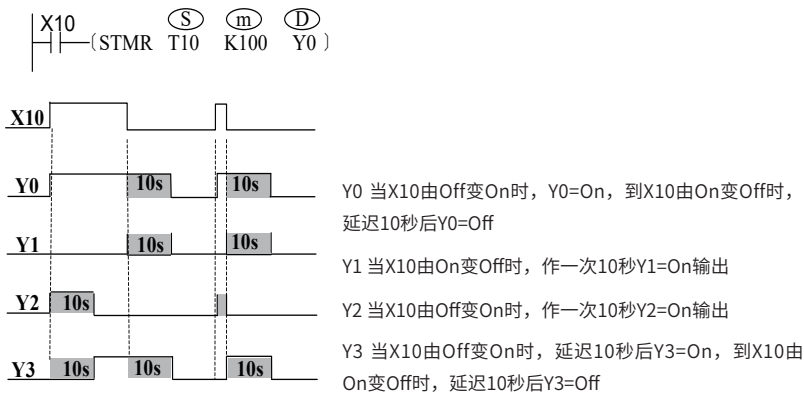 X10 S m D
STMR T10 K100 Y0
X10
Y0 10s 10s
Y0 当X10由Off变On时，Y0=On，到X10由On变Off时，
延迟10秒后Y0=Off
Y1 10s 10s
Y1 当X10由On变Off时，作一次10秒Y1=On输出
Y2 10s
Y2 当X10由Off变On时，作一次10秒Y2=On输出
Y3 10s 10s 10s
Y3 当X10由Off变On时，延迟10秒后Y3=On，到X10由
On变Off时，延迟10秒后Y3=Off